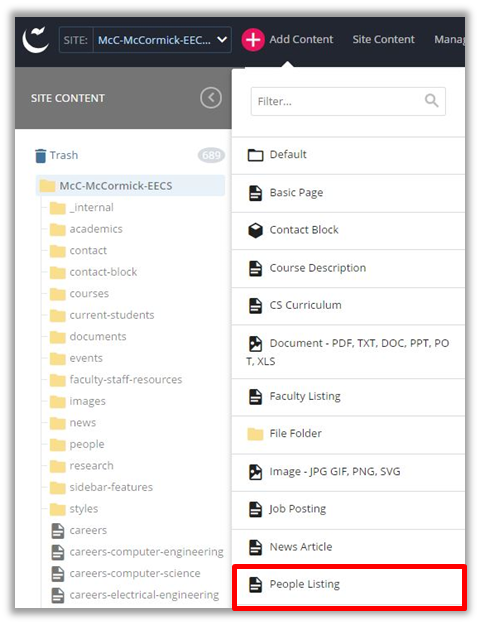 SITE: McC-McCormick-EEC... Add Content Site Content Manag
SITE CONTENT
Trash 689
McC-McCormick-EECS
_internal
academics
contact
contact-block
courses
current-students
documents
events
faculty-staff-resources
images
news
people
research
sidebar-features
styles
careers
careers-computer-engineering
careers-computer-science
careers-electrical-engineering
Filter...
Default
Basic Page
Contact Block
Course Description
CS Curriculum
Document - PDF, TXT, DOC, PPT, PO
T, XLS
Faculty Listing
File Folder
Image - JPG GIF, PNG, SVG
Job Posting
News Article
People Listing